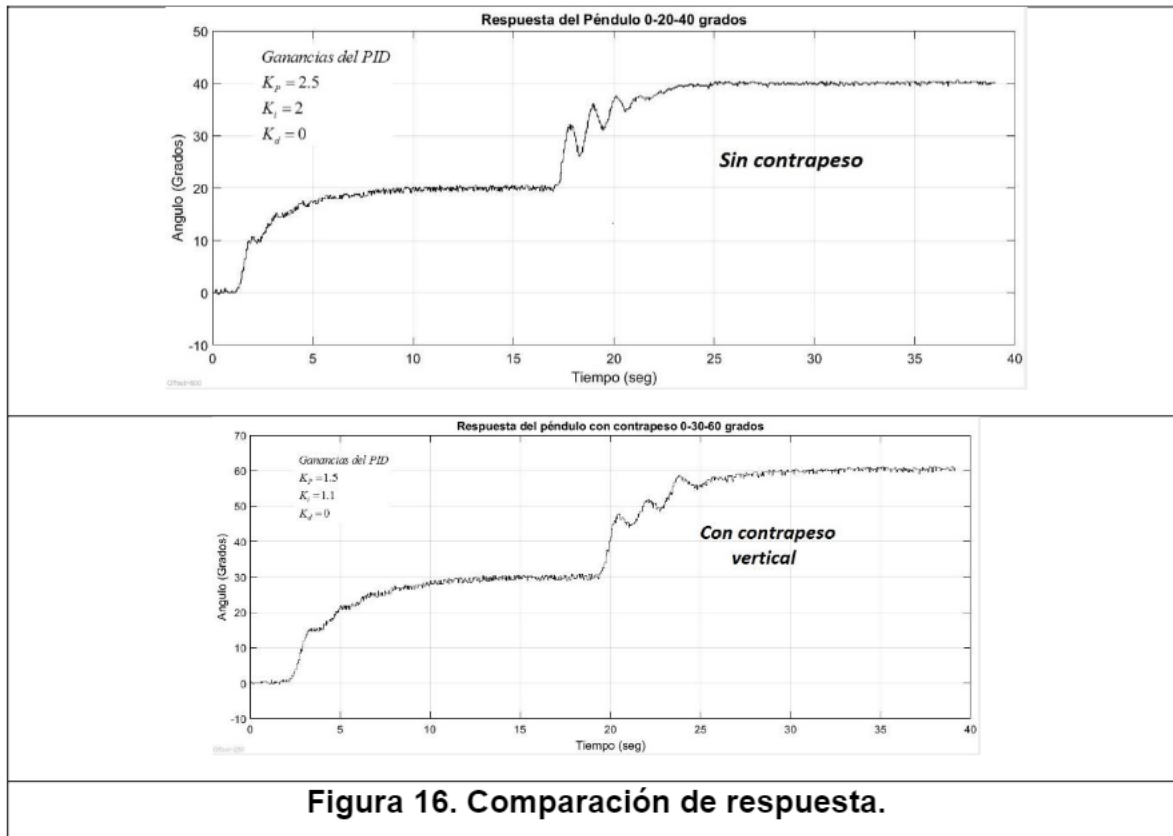 Respuesta del Péndulo 0-20-40 grados
50
40
30
20
10
0
-10
Angulo (Grados)
Ganancias del PID
K_p = 2.5
K_i = 2
K_d = 0
Sin contrapeso
0
5
10
15
20
25
30
35
40
Tiempo (seg)
Respuesta del péndulo con contrapeso 0-30-60 grados
70
60
50
40
30
20
10
0
-10
Angulo (Grados)
Ganancias del PID
K_P =1.5
K_i =1.1
K_d =0
Con contrapeso
vertical
0
5
10
15
20
25
30
35
40
Tiempo (seg)
Figura 16. Comparación de respuesta.